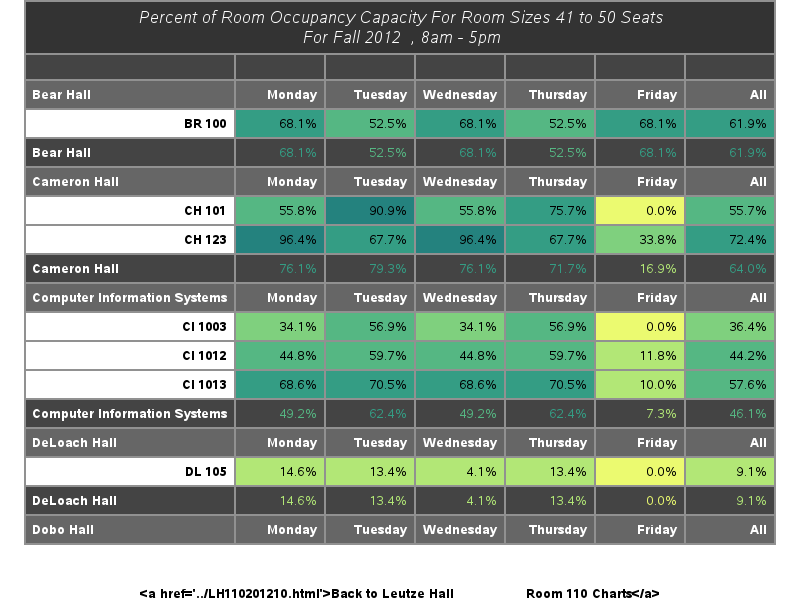 Percent of Room Occupancy Capacity For Room Sizes 41 to 50 Seats
For Fall 2012 , 8am - 5pm
Bear Hall Monday Tuesday Wednesday Thursday Friday All
BR 100 68.1% 52.5% 68.1% 52.5% 68.1% 61.9%
Bear Hall 68.1% 52.5% 68.1% 52.5% 68.1% 61.9%
Cameron Hall Monday Tuesday Wednesday Thursday Friday All
CH 101 55.8% 90.9% 55.8% 75.7% 0.0% 55.7%
CH 123 96.4% 67.7% 96.4% 67.7% 33.8% 72.4%
Cameron Hall 76.1% 79.3% 76.1% 71.7% 16.9% 64.0%
Computer Information Systems Monday Tuesday Wednesday Thursday Friday All
CI 1003 34.1% 56.9% 34.1% 56.9% 0.0% 36.4%
CI 1012 44.8% 59.7% 44.8% 59.7% 11.8% 44.2%
CI 1013 68.6% 70.5% 68.6% 70.5% 10.0% 57.6%
Computer Information Systems 49.2% 62.4% 49.2% 62.4% 7.3% 46.1%
DeLoach Hall Monday Tuesday Wednesday Thursday Friday All
DL 105 14.6% 13.4% 4.1% 13.4% 0.0% 9.1%
DeLoach Hall 14.6% 13.4% 4.1% 13.4% 0.0% 9.1%
Dobo Hall Monday Tuesday Wednesday Thursday Friday All
<a href='../LH110201210.html'>Back to Leutze Hall Room 110 Charts</a>